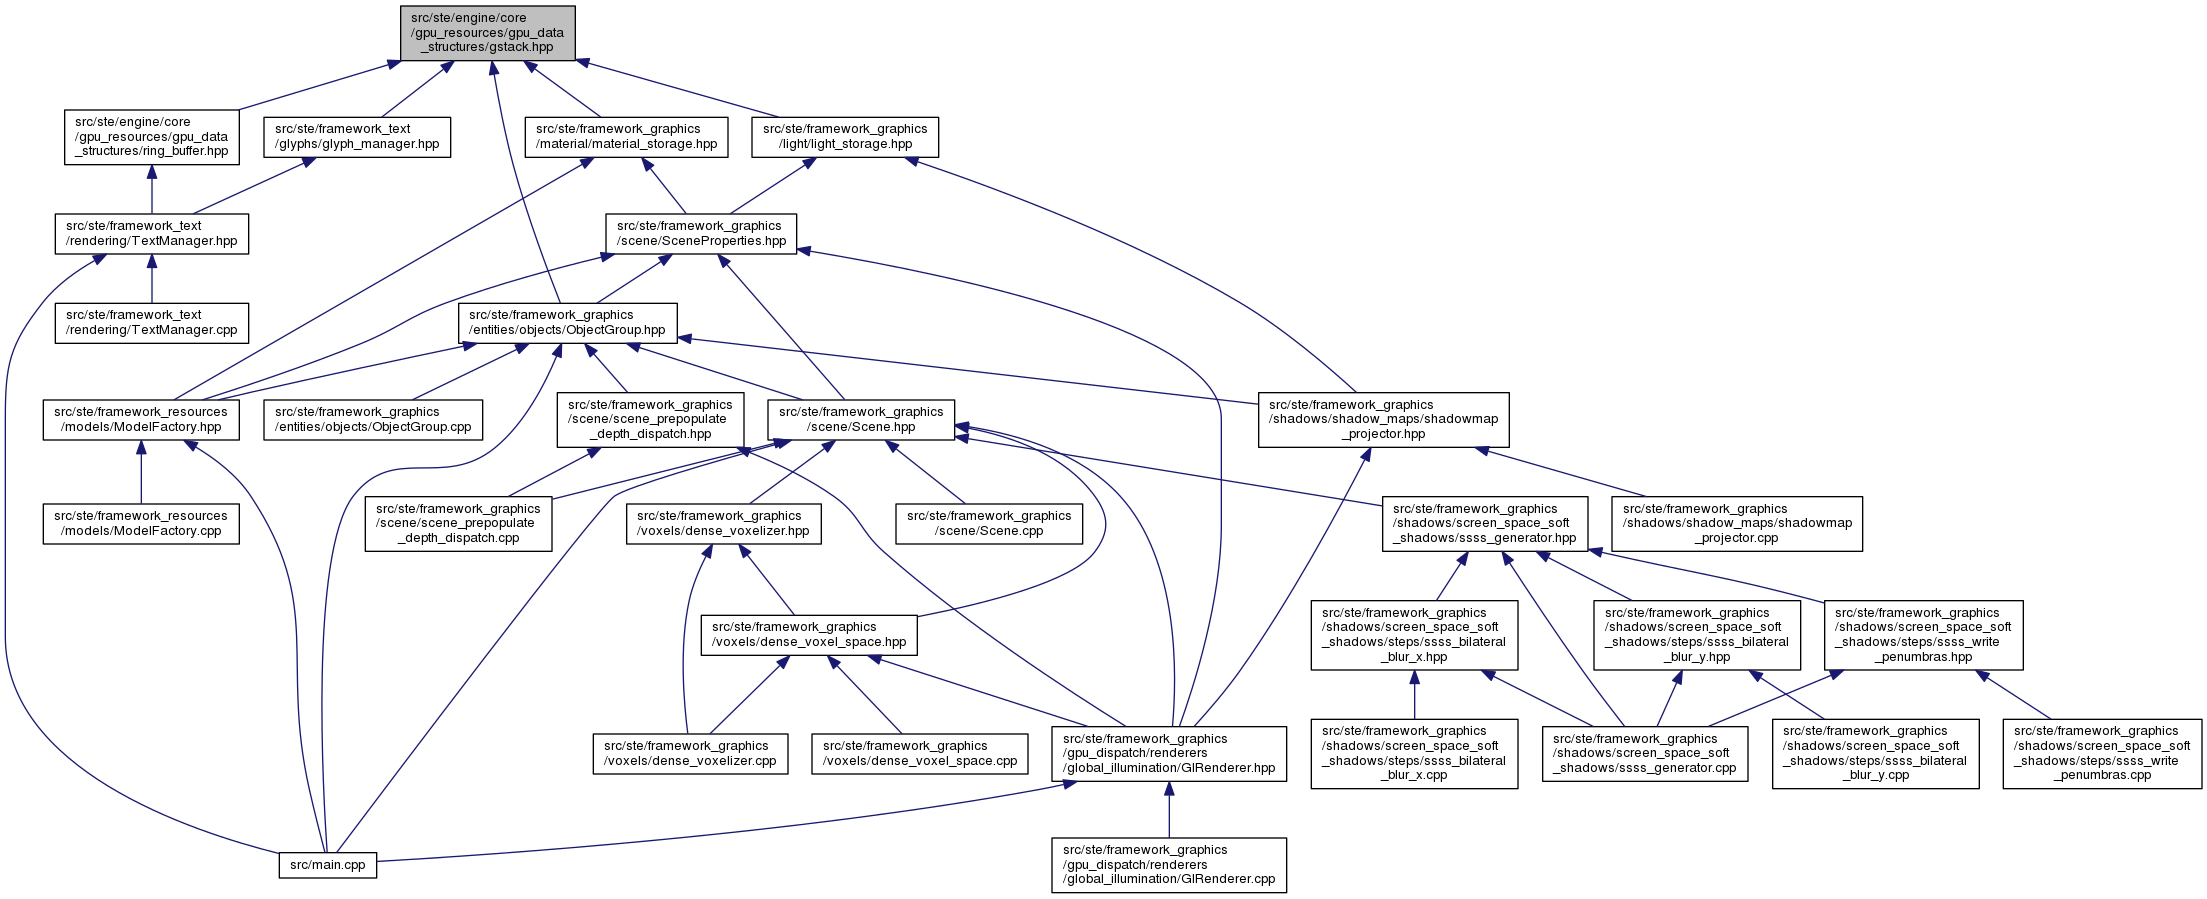 src/ste/engine/core
/gpu_resources/gpu_data
_structures/gstack.hpp
src/ste/engine/core
/gpu_resources/gpu_data
_structures/ring_buffer.hpp
src/ste/framework_text
/glyphs/glyph_manager.hpp
src/ste/framework_graphics
/material/material_storage.hpp
src/ste/framework_graphics
/light/light_storage.hpp
src/ste/framework_text
/rendering/TextManager.hpp
src/ste/framework_graphics
/scene/SceneProperties.hpp
src/ste/framework_text
/rendering/TextManager.cpp
src/ste/framework_graphics
/entities/objects/ObjectGroup.hpp
src/ste/framework_resources
/models/ModelFactory.hpp
src/ste/framework_graphics
/entities/objects/ObjectGroup.cpp
src/ste/framework_graphics
/scene/scene_prepopulate
_depth_dispatch.hpp
src/ste/framework_graphics
/scene/Scene.hpp
src/ste/framework_graphics
/shadows/shadow_maps/shadowmap
_projector.hpp
src/ste/framework_resources
/models/ModelFactory.cpp
src/ste/framework_graphics
/scene/scene_prepopulate
_depth_dispatch.cpp
src/ste/framework_graphics
/voxels/dense_voxelizer.hpp
src/ste/framework_graphics
/scene/Scene.cpp
src/ste/framework_graphics
/shadows/screen_space_soft
_shadows/ssss_generator.hpp
src/ste/framework_graphics
/shadows/shadow_maps/shadowmap
_projector.cpp
src/ste/framework_graphics
/voxels/dense_voxel_space.hpp
src/ste/framework_graphics
/shadows/screen_space_soft
_shadows/steps/ssss_bilateral
_blur_x.hpp
src/ste/framework_graphics
/shadows/screen_space_soft
_shadows/steps/ssss_bilateral
_blur_y.hpp
src/ste/framework_graphics
/shadows/screen_space_soft
_shadows/steps/ssss_write
_penumbras.hpp
src/ste/framework_graphics
/voxels/dense_voxelizer.cpp
src/ste/framework_graphics
/voxels/dense_voxel_space.cpp
src/ste/framework_graphics
/gpu_dispatch/renderers
/global_illumination/GIRenderer.hpp
src/ste/framework_graphics
/shadows/screen_space_soft
_shadows/steps/ssss_bilateral
_blur_x.cpp
src/ste/framework_graphics
/shadows/screen_space_soft
_shadows/ssss_generator.cpp
src/ste/framework_graphics
/shadows/screen_space_soft
_shadows/steps/ssss_bilateral
_blur_y.cpp
src/ste/framework_graphics
/shadows/screen_space_soft
_shadows/steps/ssss_write
_penumbras.cpp
src/main.cpp
src/ste/framework_graphics
/gpu_dispatch/renderers
/global_illumination/GIRenderer.cpp